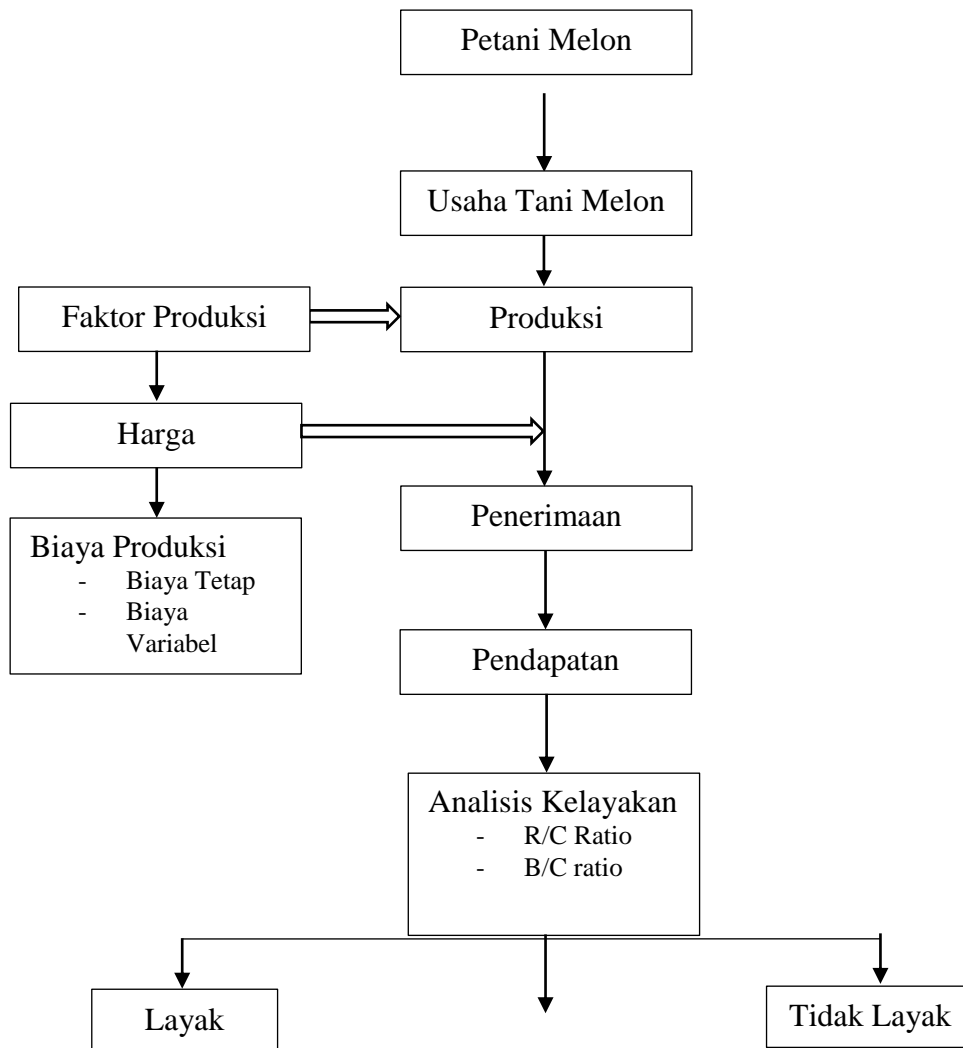 Petani Melon
Usaha Tani Melon
Faktor Produksi
Produksi
Harga
Penerimaan
Biaya Produksi
- Biaya Tetap
- Biaya
Variabel
Pendapatan
Analisis Kelayakan
- R/C Ratio
- B/C ratio
Layak
Tidak Layak